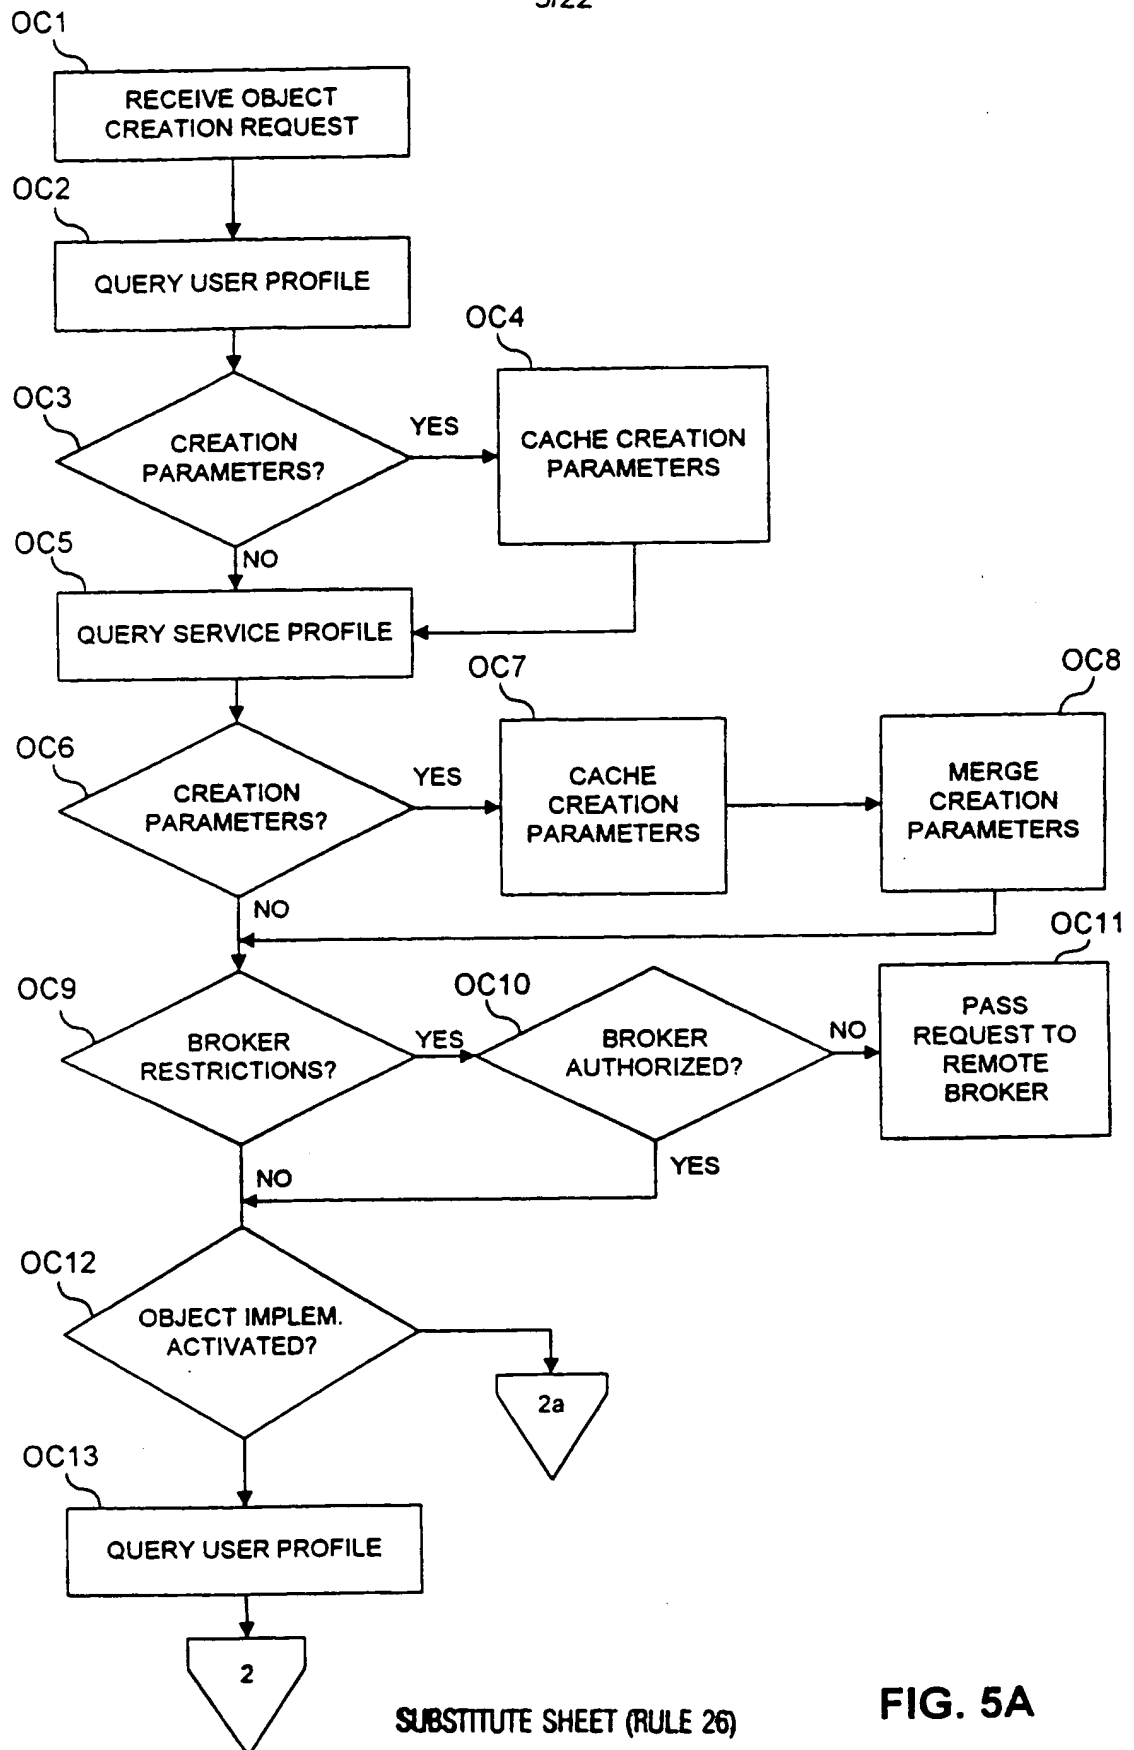 OC1
RECEIVE OBJECT
CREATION REQUEST
OC2
QUERY USER PROFILE
OC3
CREATION
PARAMETERS?
YES
OC4
CACHE CREATION
PARAMETERS
NO
OC5
QUERY SERVICE PROFILE
OC6
CREATION
PARAMETERS?
YES
OC7
CACHE
CREATION
PARAMETERS
OC8
MERGE
CREATION
PARAMETERS
NO
OC9
BROKER
RESTRICTIONS?
YES
OC10
BROKER
AUTHORIZED?
NO
OC11
PASS
REQUEST TO
REMOTE
BROKER
NO
YES
OC12
OBJECT IMPLEM.
ACTIVATED?
2a
OC13
QUERY USER PROFILE
2
SUBSTITUTE SHEET (RULE 26)
FIG. 5A